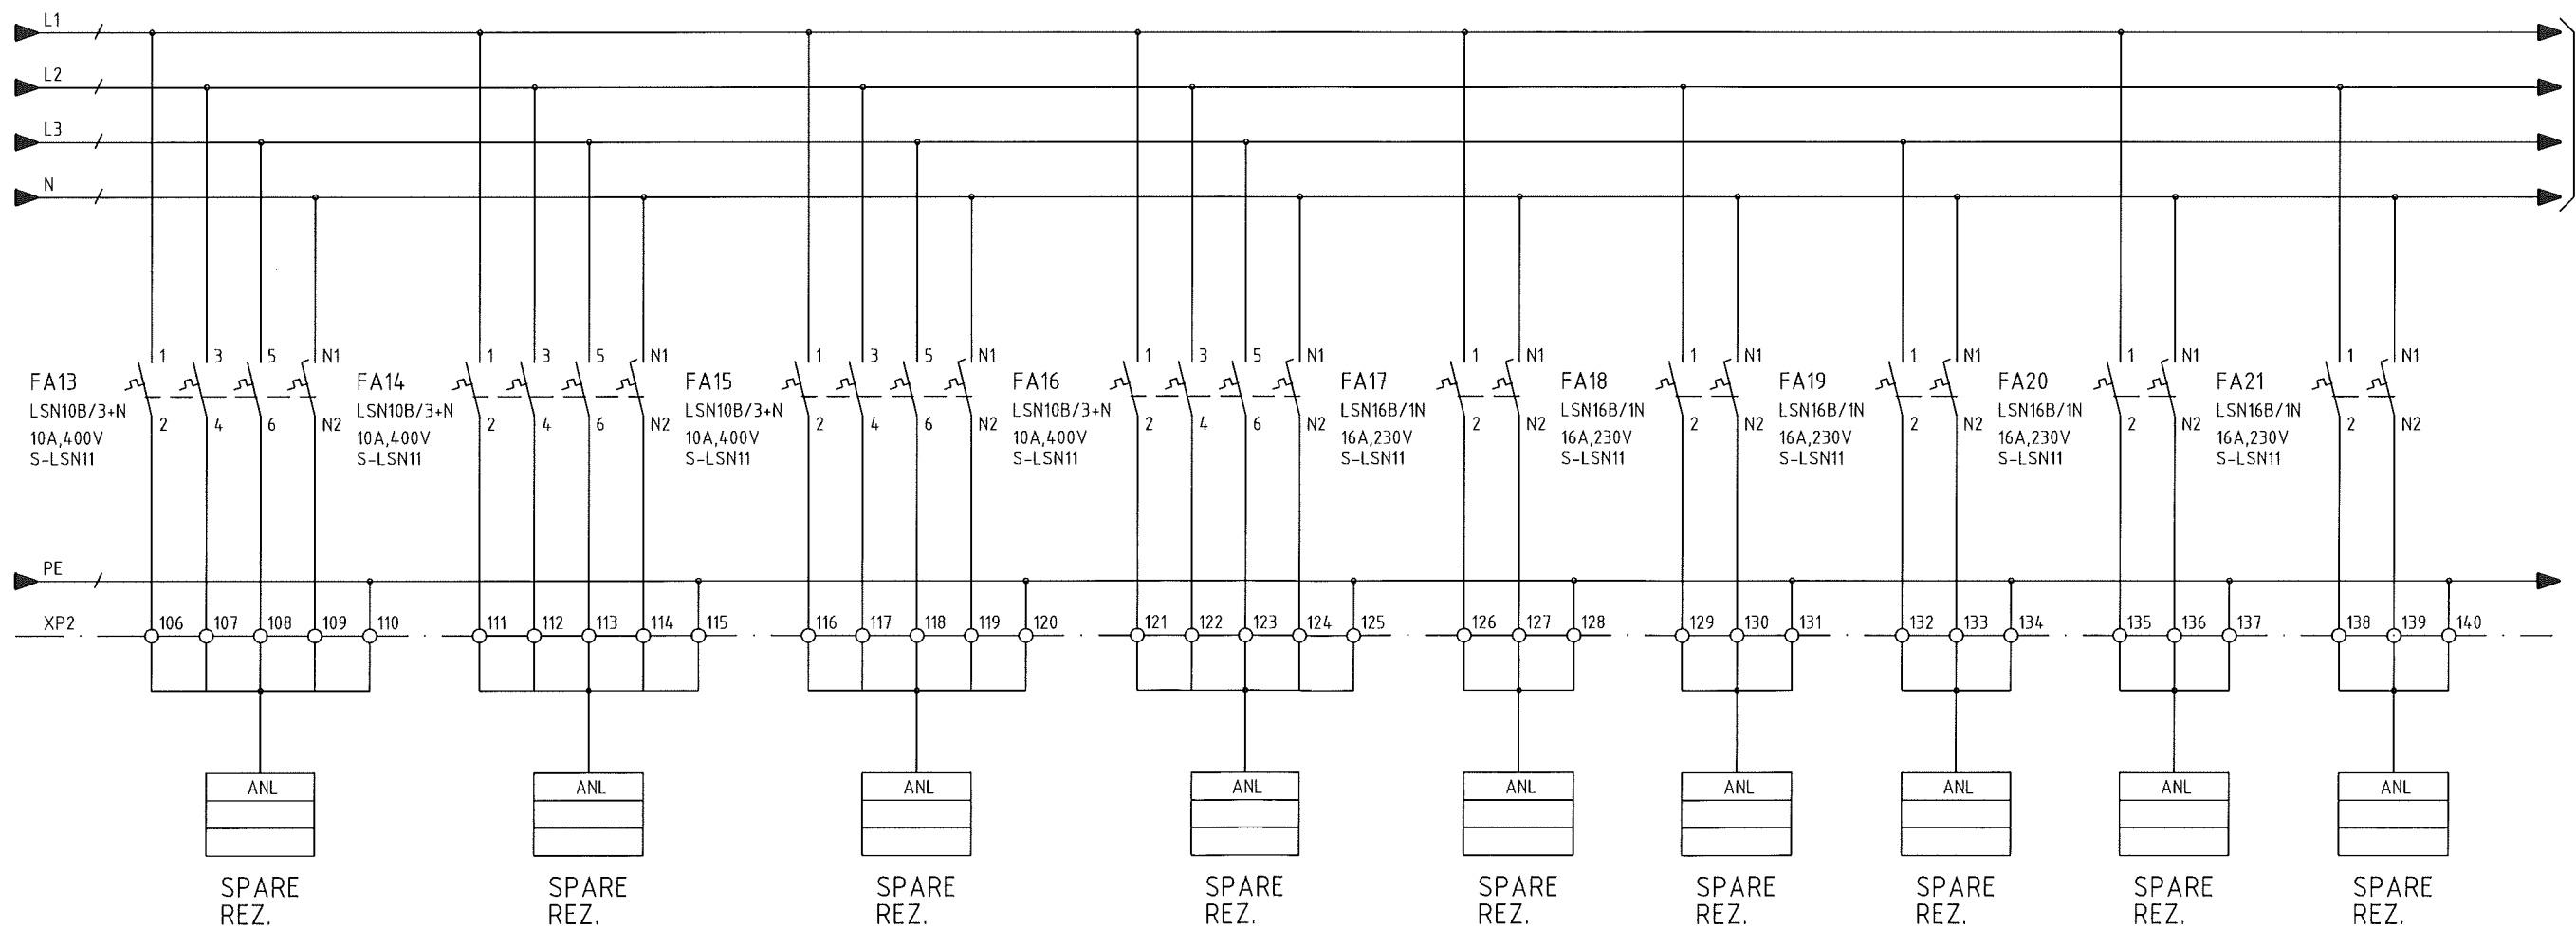 L1
L2
L3
N
1 3 5 N1 1 3 5 N1 1 3 5 N1 1 3 5 N1 1 N1 1 N1 1 N1 1 N1 1 N1
FA13 FA14 FA15 FA16 FA17 FA18 FA19 FA20 FA21
LSN10B/3+N LSN10B/3+N LSN10B/3+N LSN10B/3+N LSN16B/1N LSN16B/1N LSN16B/1N LSN16B/1N LSN16B/1N
2 4 6 N2 2 4 6 N2 2 4 6 N2 2 4 6 N2 2 N2 2 N2 2 N2 2 N2 2 N2
10A,400V 10A,400V 10A,400V 10A,400V 16A,230V 16A,230V 16A,230V 16A,230V 16A,230V
S-LSN11 S-LSN11 S-LSN11 S-LSN11 S-LSN11 S-LSN11 S-LSN11 S-LSN11 S-LSN11
PE
XP2 106 107 108 109 110 111 112 113 114 115 116 117 118 119 120 121 122 123 124 125 126 127 128 129 130 131 132 133 134 135 136 137 138 139 140
ANL ANL ANL ANL ANL ANL ANL ANL ANL
SPARE SPARE SPARE SPARE SPARE SPARE SPARE SPARE SPARE
REZ. REZ. REZ. REZ. REZ. REZ. REZ. REZ. REZ.